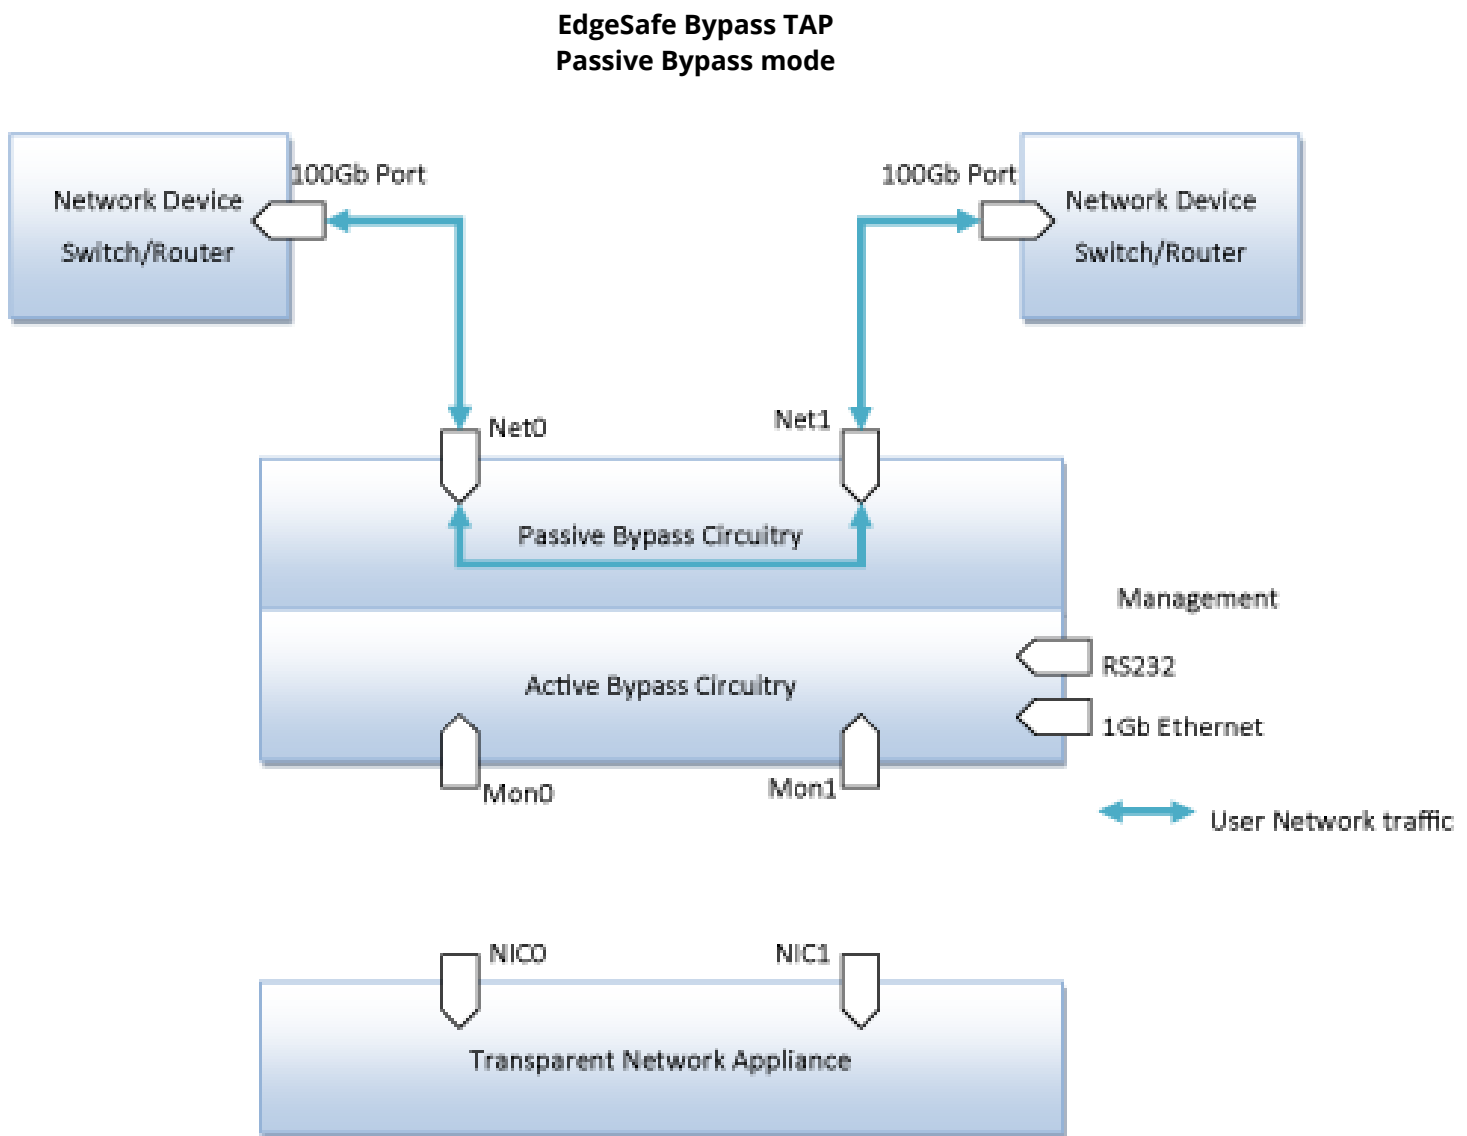 EdgeSafe Bypass TAP
Passive Bypass mode
100Gb Port
100Gb Port
Network Device
Switch/Router
Network Device
Switch/Router
Net0
Net1
Passive Bypass Circuitry
Management
RS232
Active Bypass Circuitry
1Gb Ethernet
Mon0
Mon1
User Network traffic
NIC0
NIC1
Transparent Network Appliance